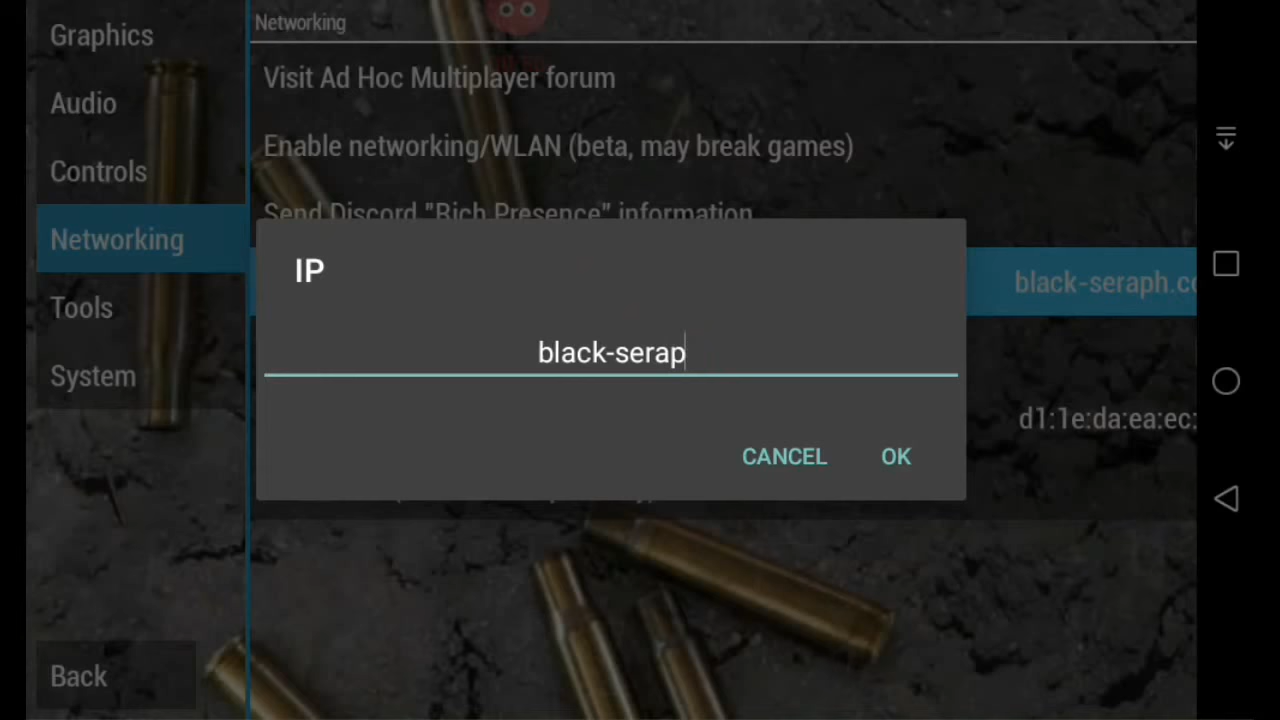 Graphics
Audio
Controls
Networking
Tools
System
Back
Networking
Visit Ad Hoc Multiplayer forum
Enable networking/WLAN (beta, may break games)
Send Discord "Rich Presence" information
black-seraph.co
d1:1e:da:ea:ec:
IP
black-serap
CANCEL OK